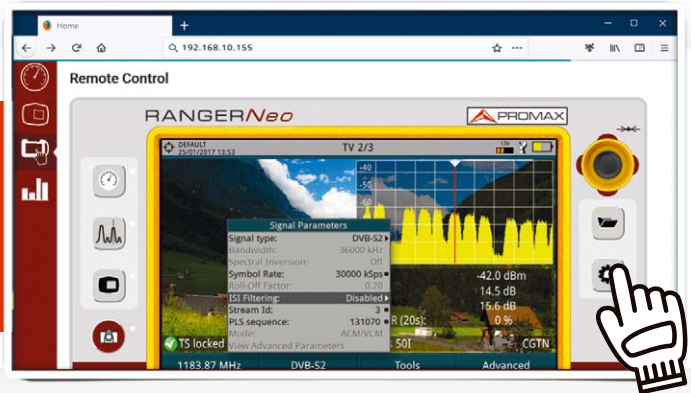 Home
192.168.10.155
Remote Control
RANGERNeo
PROMAX
DEFAULT
25/01/2017 13:53
TV 2/3
13V
-40
-50
-60
Signal Parameters
Signal type: DVB-S2
Bandwidth: 36000 kHz
Spectral Inversion: Off
Symbol Rate: 30000 kSps
Roll-Off Factor: 0.20
ISI Filtering: Disabled
Stream Id: 3
PLS sequence: 131070
Mode: ACM/VCM
View Advanced Parameters
-42.0 dBm
14.5 dB
15.6 dB
R (20s): 0 %
TS locked
S0I
CGTN
1183.87 MHz
DVB-S2
Tools
Advanced